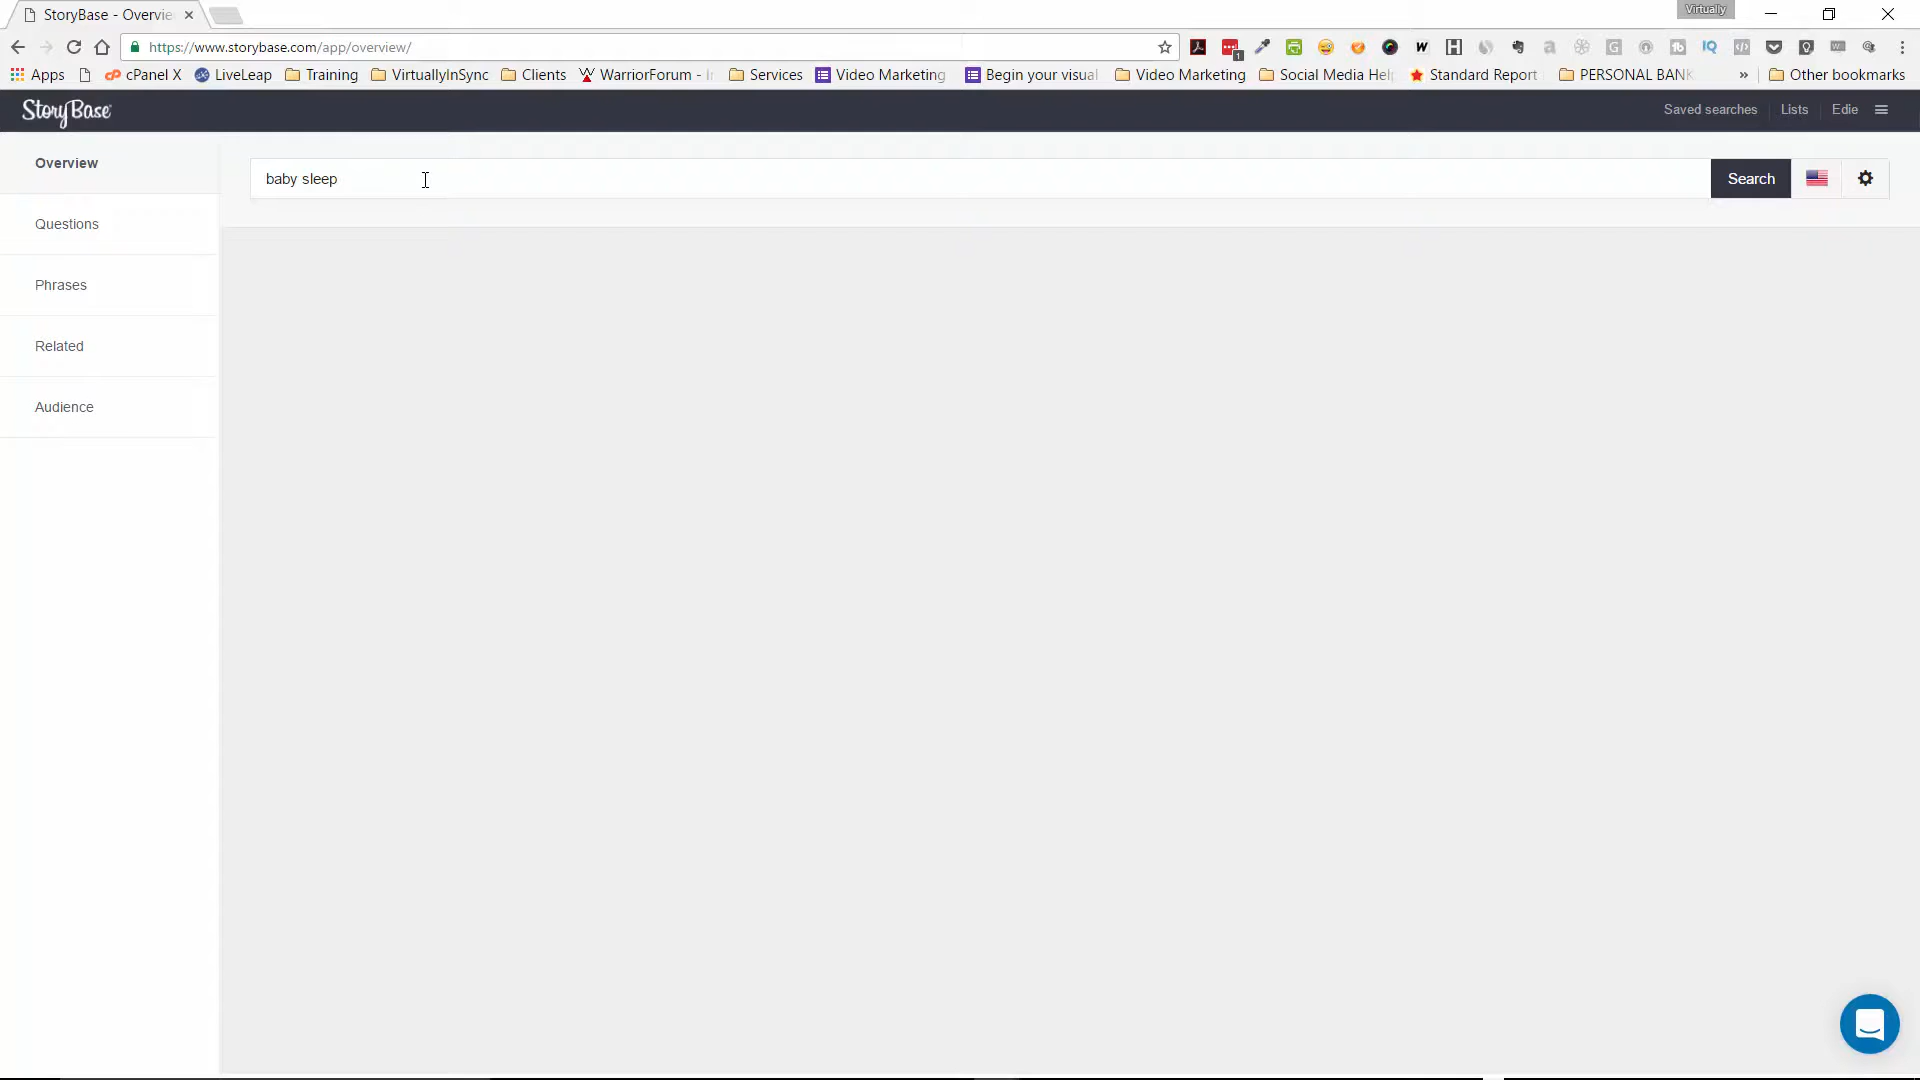 StoryBase - Overvie
Virtually
https://www.storybase.com/app/overview/
Apps
cPanel X
LiveLeap
Training
VirtuallyInSync
Clients
WarriorForum - I
Services
Video Marketing
Begin your visual
Video Marketing
Social Media Hel
Standard Report
PERSONAL BANK
»
Other bookmarks
StoryBase
Saved searches
Lists
Edie
Overview
baby sleep
Search
Questions
Phrases
Related
Audience